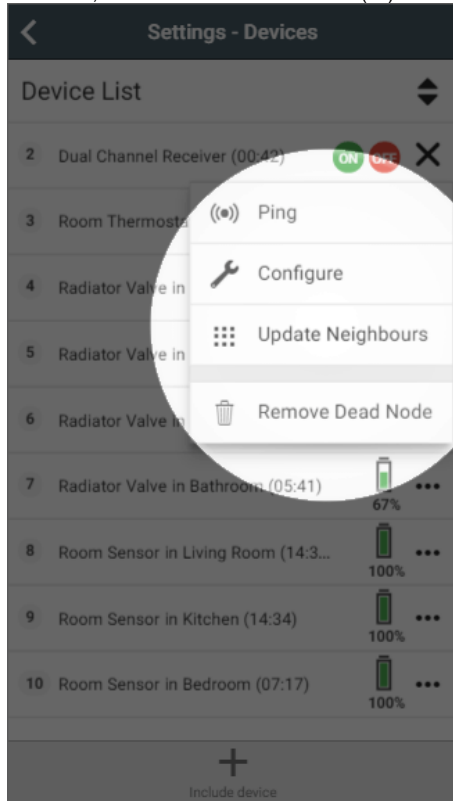 Settings - Devices
Device List
2 Dual Channel Receiver (00:42) ON OFF
3 Room Thermosta
Ping
4 Radiator Valve in
Configure
5 Radiator Valve in
Update Neighbours
6 Radiator Valve in
Remove Dead Node
7 Radiator Valve in Bathroom (05:41)
67%
8 Room Sensor in Living Room (14:3...
100%
9 Room Sensor in Kitchen (14:34)
100%
10 Room Sensor in Bedroom (07:17)
100%
Include device